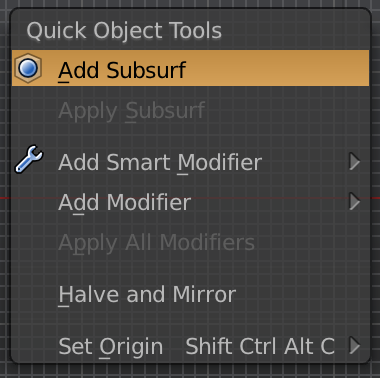 Quick Object Tools
Add Subsurf
Apply Subsurf
Add Smart Modifier
Add Modifier
Apply All Modifiers
Halve and Mirror
Set Origin Shift Ctrl Alt C